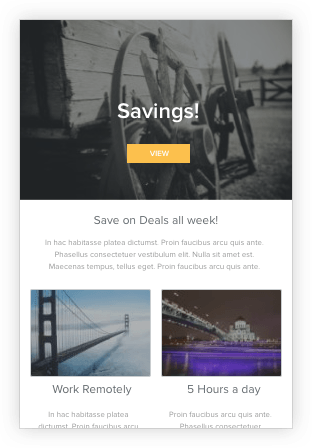 Savings!
VIEW
Save on Deals all week!
In hac habitasse platea dictumst. Proin faucibus arcu quis ante.
Phasellus consectetuer vestibulum elit. Nulla sit amet est.
Maecenas tempus, tellus eget. Proin faucibus arcu quis ante.
Work Remotely
5 Hours a day
In hac habitasse platea
dictumst. Proin faucibus arcu
Proin faucibus arcu quis ante.
Phasellus consectetuer